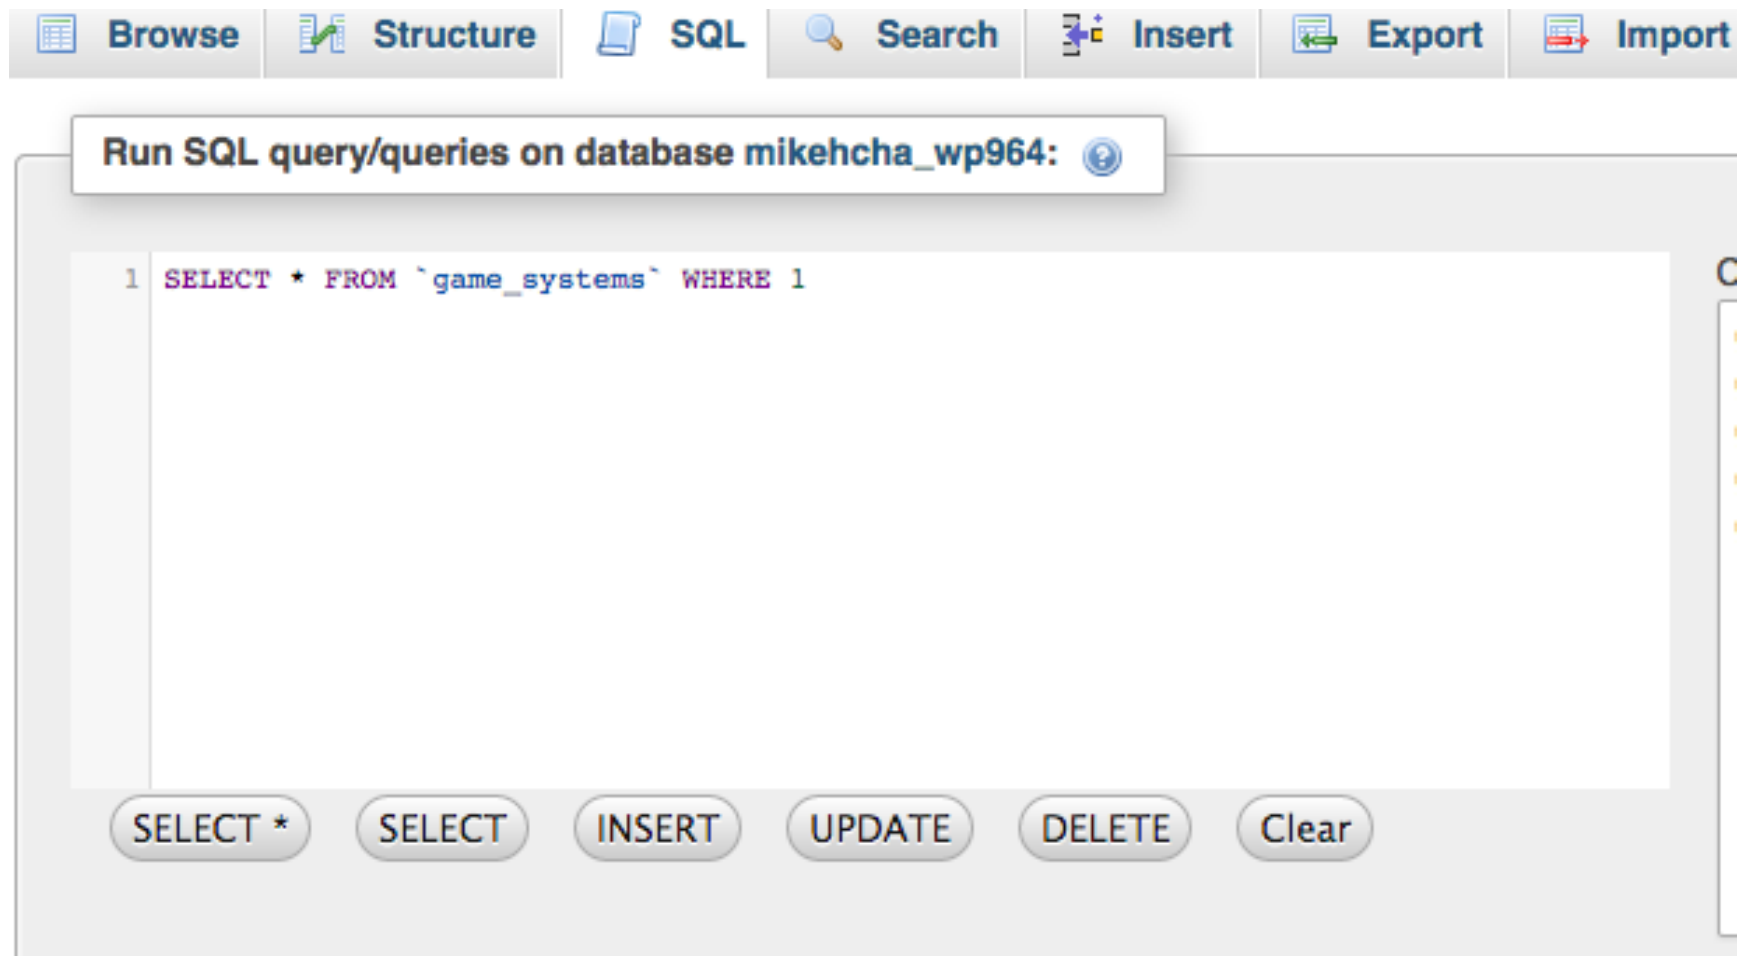 Browse Structure SQL Search Insert Export Import
Run SQL query/queries on database mikehcha_wp964:
1 SELECT * FROM `game_systems` WHERE 1
SELECT * SELECT INSERT UPDATE DELETE Clear